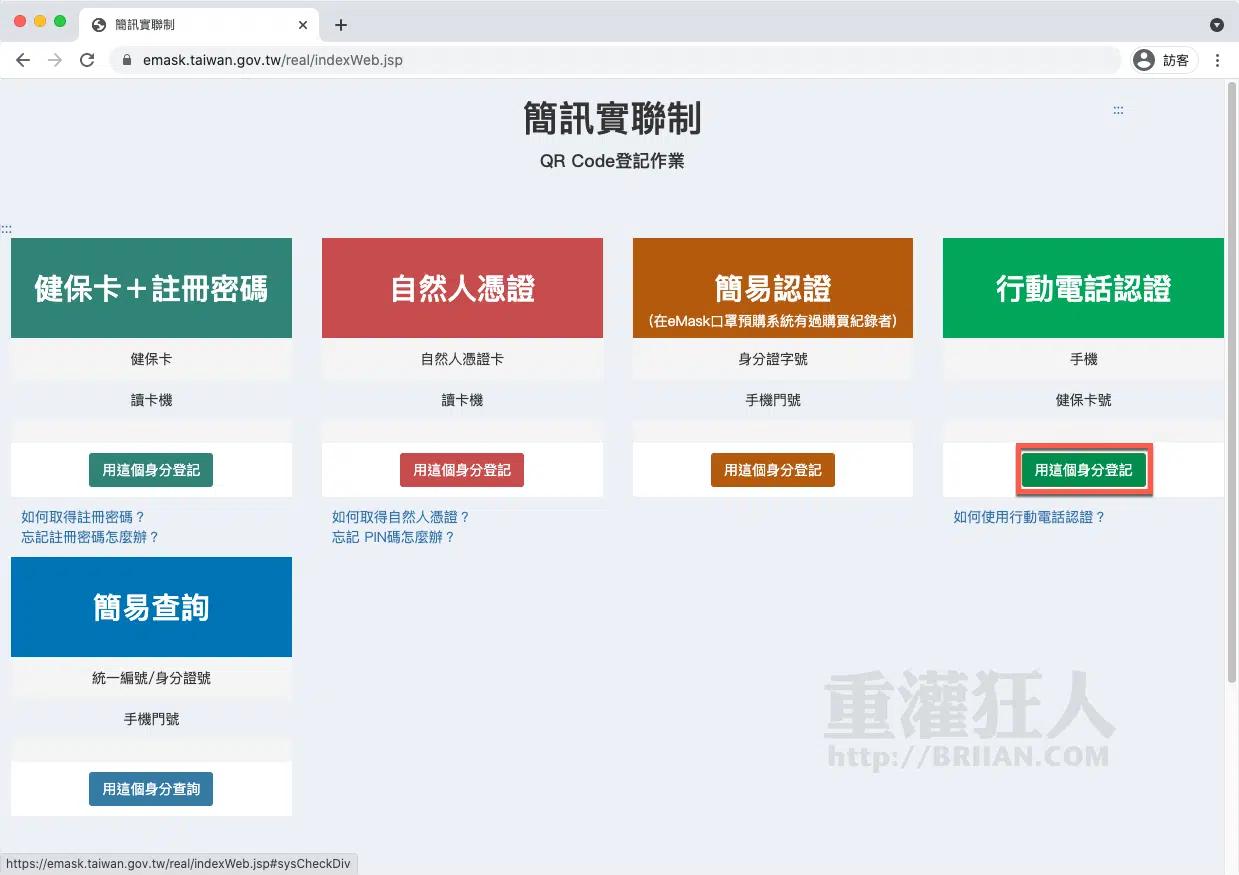 簡訊實聯制
emask.taiwan.gov.tw/real/indexWeb.jsp
訪客
簡訊實聯制
:::
QR Code登記作業
:::
健保卡＋註冊密碼
健保卡
讀卡機
用這個身分登記
如何取得註冊密碼？
忘記註冊密碼怎麼辦？
自然人憑證
自然人憑證卡
讀卡機
用這個身分登記
如何取得自然人憑證？
忘記 PIN碼怎麼辦？
簡易認證
(在eMask口罩預購系統有過購買紀錄者)
身分證字號
手機門號
用這個身分登記
行動電話認證
手機
健保卡號
用這個身分登記
如何使用行動電話認證？
簡易查詢
統一編號/身分證號
手機門號
用這個身分查詢
重灌狂人
http://BRIIAN.COM
https://emask.taiwan.gov.tw/real/indexWeb.jsp#sysCheckDiv